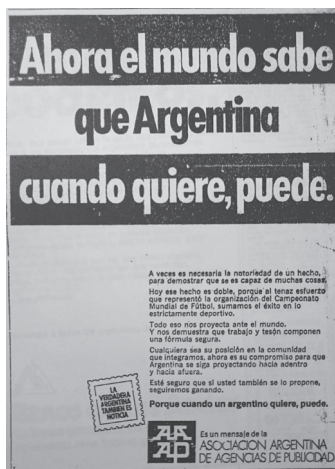 Ahora el mundo sabe
que Argentina
cuando quiere, puede.
A veces es necesaria la notoriedad de un hecho,
para demostrar que se es capaz de muchas cosas.
Hoy ese hecho es doble, porque al tenaz esfuerzo
que representó la organización del Campeonato
Mundial de Fútbol, sumamos el éxito en lo
estrictamente deportivo.
Todo eso nos proyecta ante el mundo.
Y nos demuestra que trabajo y tesón componen
una fórmula segura.
Cualquiera sea su posición en la comunidad
que integramos, ahora es su compromiso para que
Argentina se siga proyectando hacia adentro
y hacia afuera.
Esté seguro que si usted también se lo propone,
seguiremos ganando.
Porque cuando un argentino quiere, puede.
LA
VERDADERA
ARGENTINA
TAMBIEN ES
NOTICIA
AA
AP
Es un mensaje de la
ASOCIACION ARGENTINA
DE AGENCIAS DE PUBLICIDAD